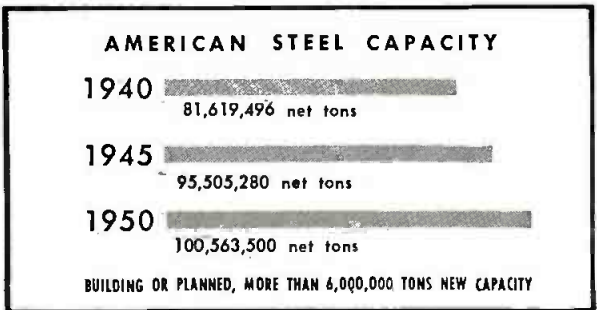 AMERICAN STEEL CAPACITY
1940
81,619,496 net tons
1945
95,505,280 net tons
1950
100,563,500 net tons
BUILDING OR PLANNED, MORE THAN 6,000,000 TONS NEW CAPACITY